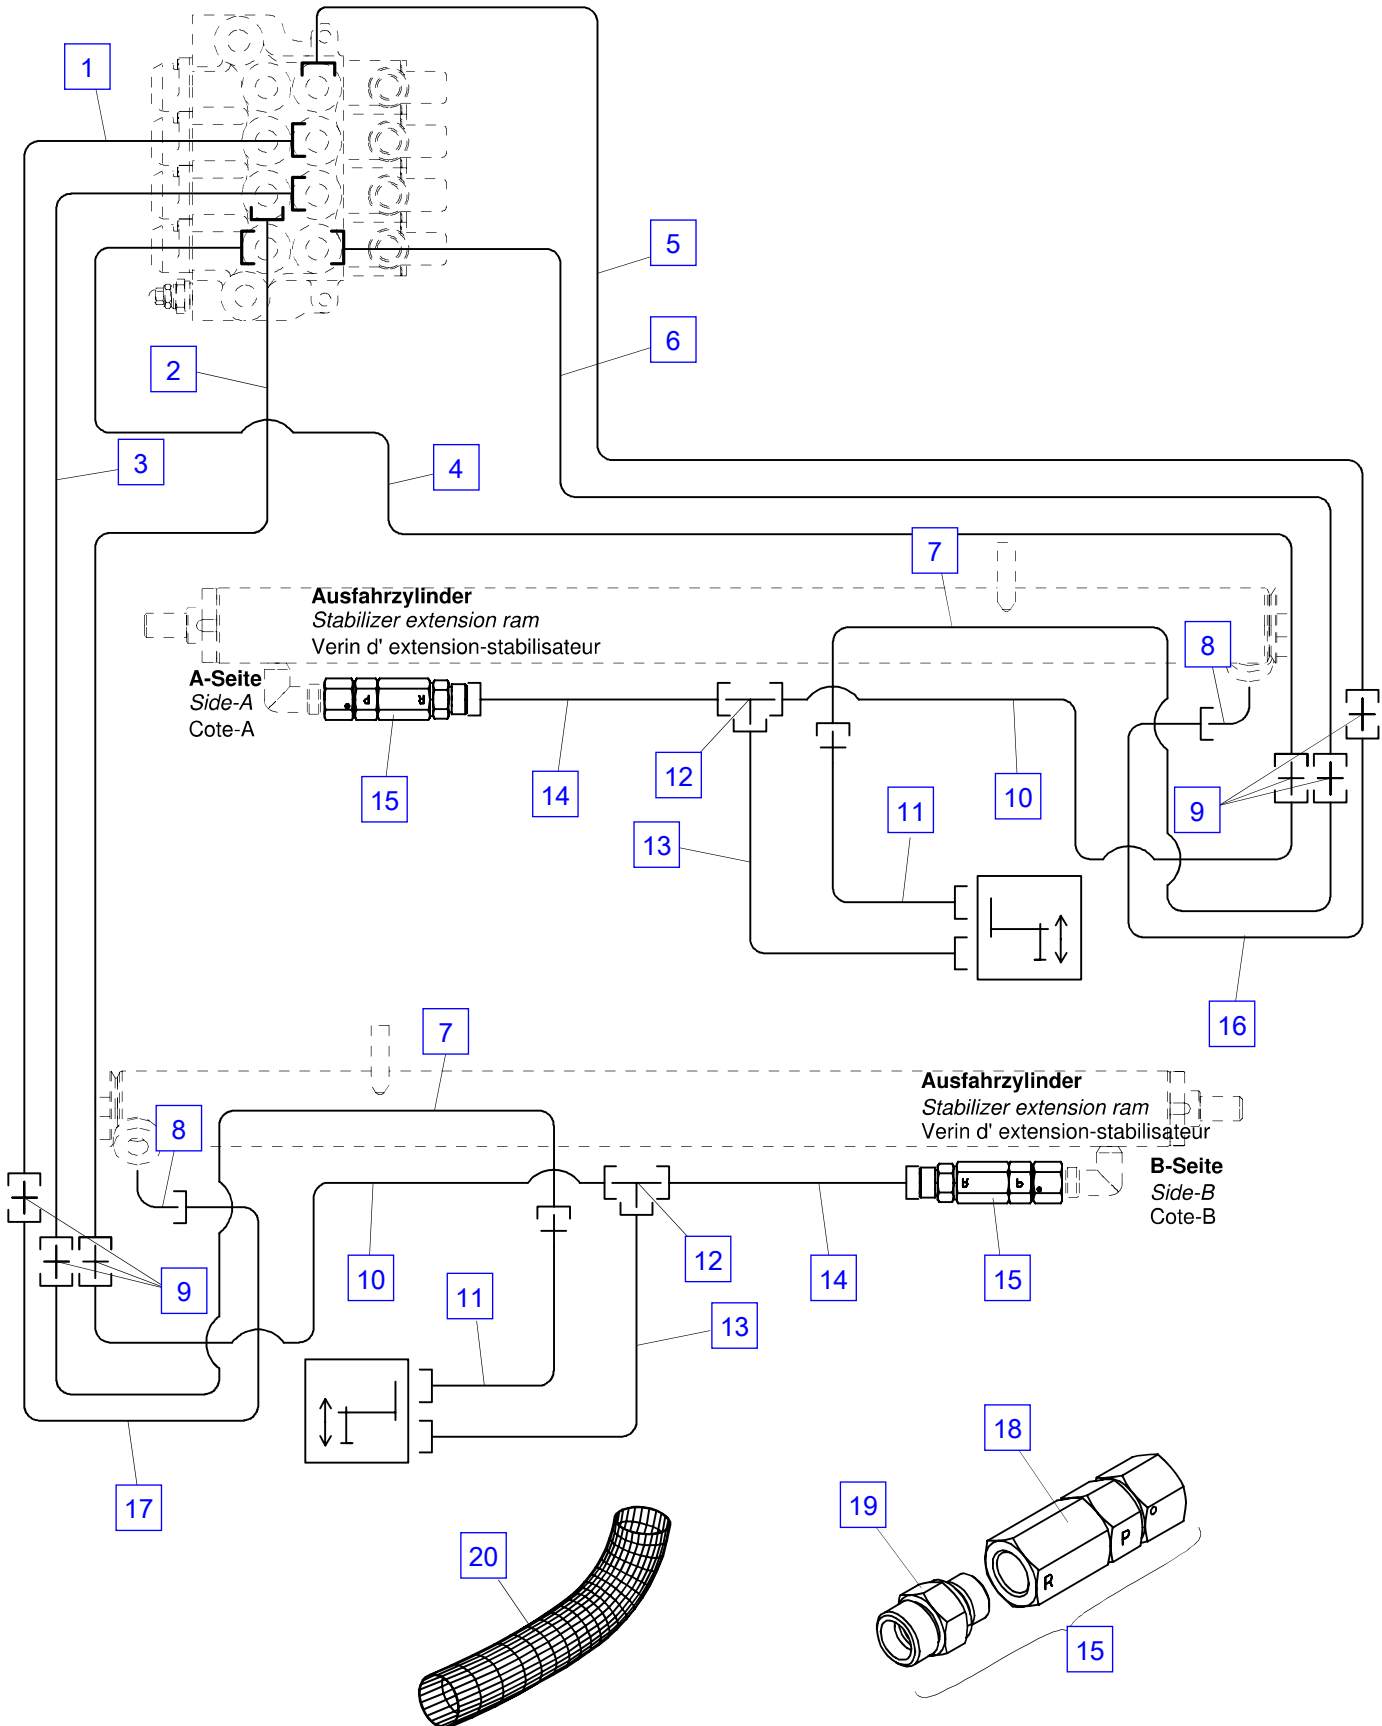 1
5
6
2
3
4
7
Ausfahrzylinder
Stabilizer extension ram
Verin d' extension-stabilisateur
8
A-Seite
Side-A
Cote-A
P
R
15
14
12
10
9
11
13
16
7
Ausfahrzylinder
Stabilizer extension ram
Verin d' extension-stabilisateur
8
B-Seite
Side-B
Cote-B
R
P
9
10
11
12
13
14
15
17
18
19
20
P
R
15